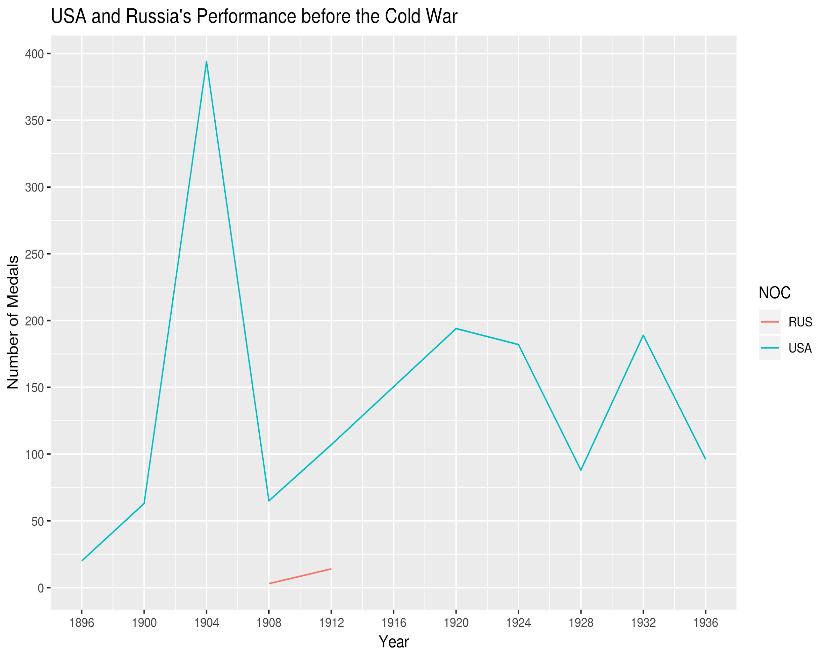 USA and Russia's Performance before the Cold War
400
350
300
250
200
150
100
50
0
Number of Medals
1896 1900 1904 1908 1912 1916 1920 1924 1928 1932 1936
Year
NOC
RUS
USA